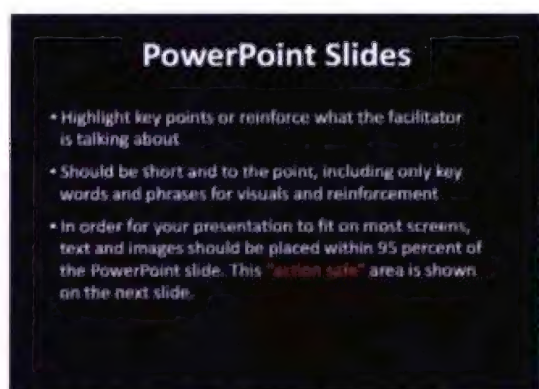 PowerPoint Slides
• Highlight key points or reinforce what the facilitator
is talking about
• Should be short and to the point, including only key
words and phrases for visuals and reinforcement
• In order for your presentation to fit on most screens,
text and images should be placed within 95 percent of
the PowerPoint slide. This "action safe" area is shown
on the next slide.